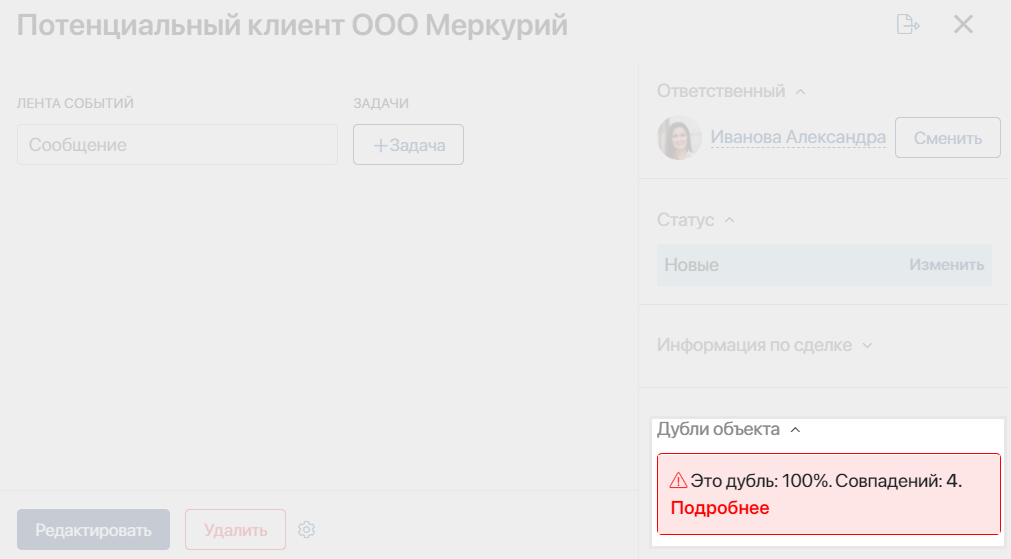 Потенциальный клиент ООО Меркурий
ЛЕНТА СОБЫТИЙ
Сообщение
ЗАДАЧИ
+Задача
Ответственный
Иванова Александра
Сменить
Статус
Новые
Изменить
Информация по сделке
Дубли объекта
Это дубль: 100%. Совпадений: 4.
Подробнее
Редактировать
Удалить